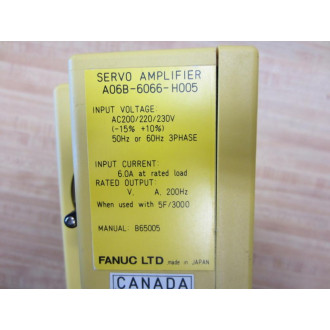 SERVO AMPLIFIER
A06B-6066-H005
INPUT VOLTAGE
AC200/220/230V
(-15% +10%)
50Hz or 60Hz 3PHASE
INPUT CURRENT:
6.0A at rated load
RATED OUTPUT:
V. A, 200Hz
When used with 5F/300D
MANUAL: B65005
FANUC LTD made in JAPAN
CANADA